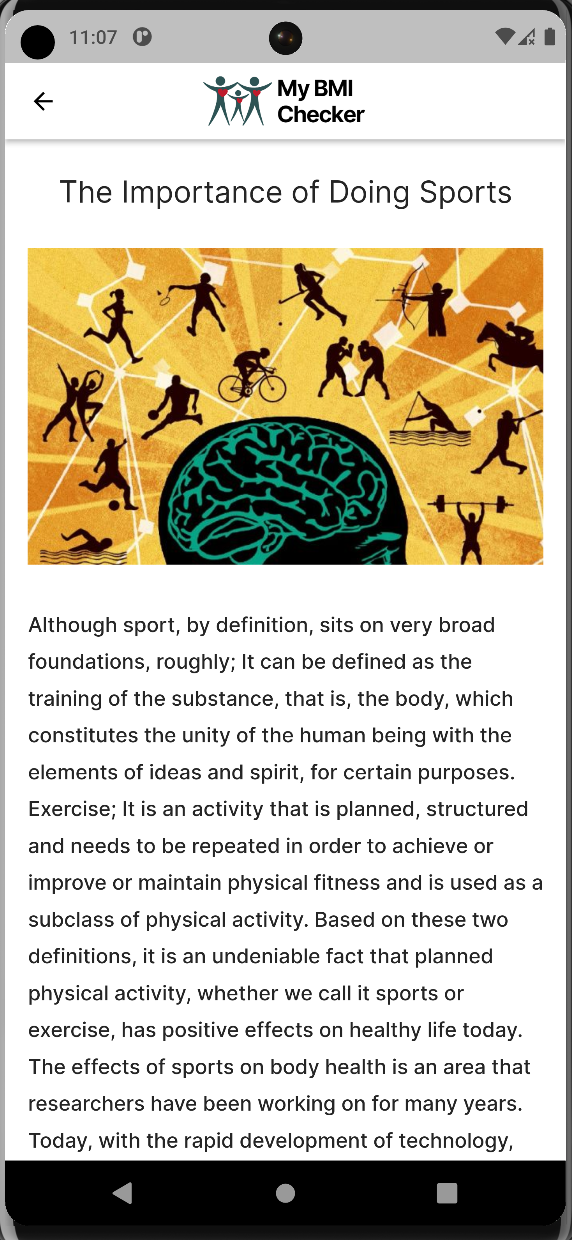 11:07
My BMI
Checker
The Importance of Doing Sports
Although sport, by definition, sits on very broad
foundations, roughly; It can be defined as the
training of the substance, that is, the body, which
constitutes the unity of the human being with the
elements of ideas and spirit, for certain purposes.
Exercise; It is an activity that is planned, structured
and needs to be repeated in order to achieve or
improve or maintain physical fitness and is used as a
subclass of physical activity. Based on these two
definitions, it is an undeniable fact that planned
physical activity, whether we call it sports or
exercise, has positive effects on healthy life today.
The effects of sports on body health is an area that
researchers have been working on for many years.
Today, with the rapid development of technology,